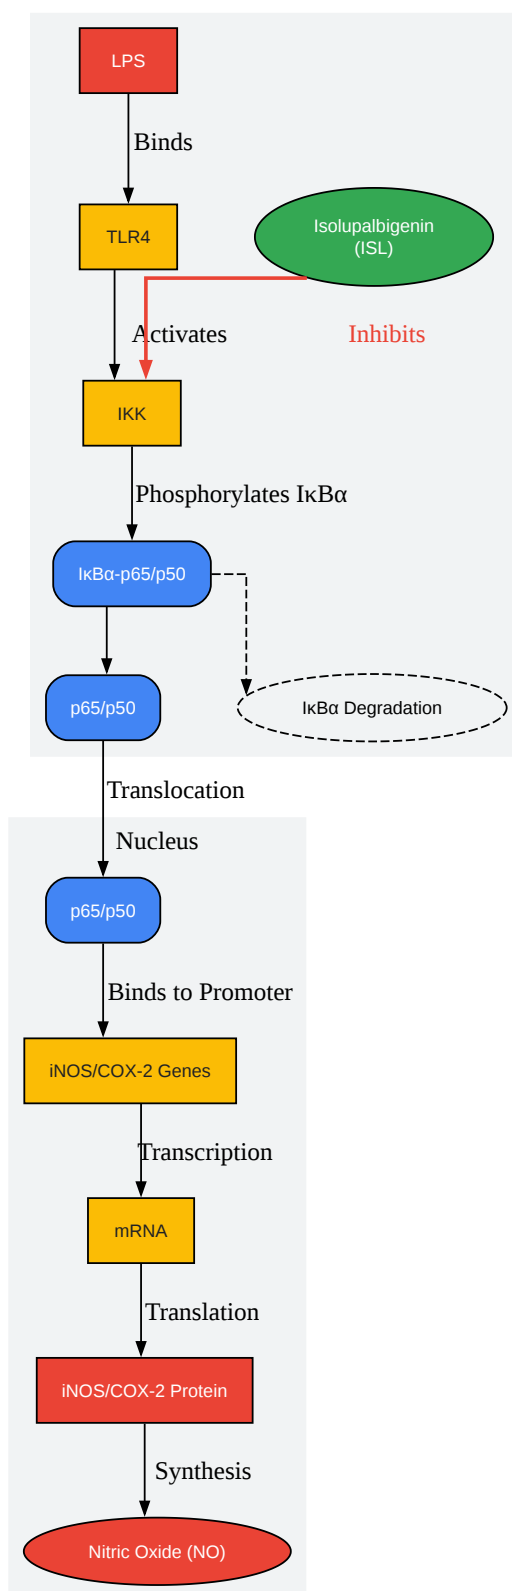 LPS
Binds
TLR4
Isolupalbigenin
(ISL)
Activates
Inhibits
IKK
Phosphorylates IκBα
IκBα-p65/p50
p65/p50
IκBα Degradation
Translocation
Nucleus
p65/p50
Binds to Promoter
iNOS/COX-2 Genes
Transcription
mRNA
Translation
iNOS/COX-2 Protein
Synthesis
Nitric Oxide (NO)